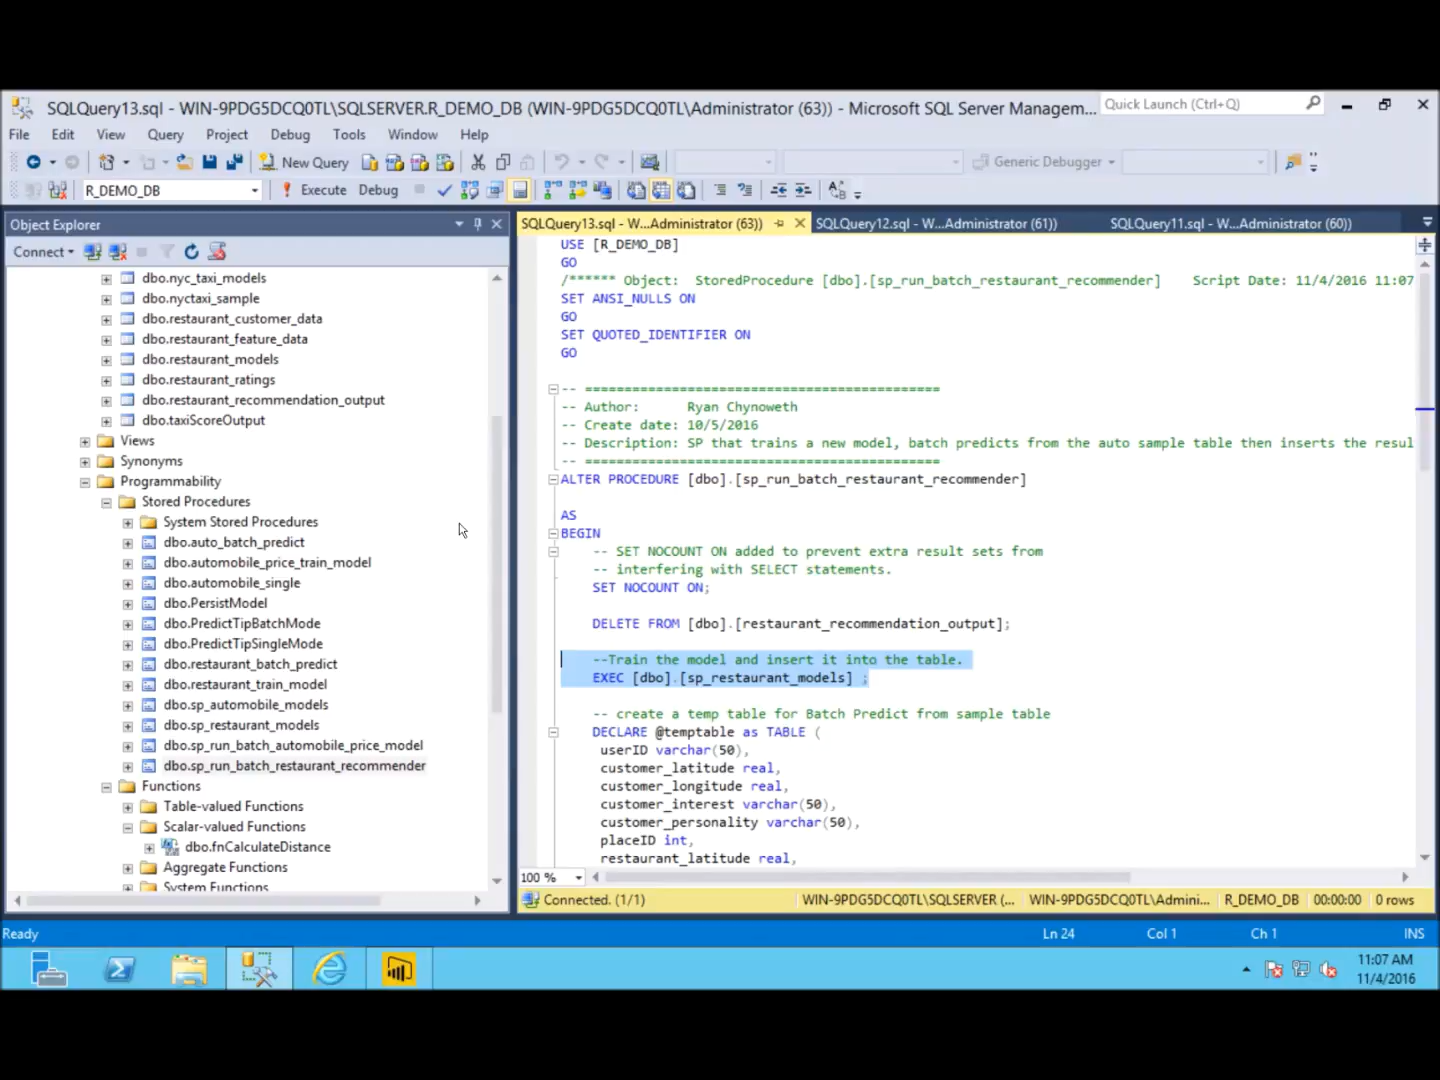 SQLQuery13.sql - WIN-9PDG5DCQ0TL\SQLSERVER.R_DEMO_DB (WIN-9PDG5DCQ0TL\Administrator (63)) - Microsoft SQL Server Managem...
Quick Launch (Ctrl+Q)
File Edit View Query Project Debug Tools Window Help
New Query
Generic Debugger
R_DEMO_DB
Execute Debug
Object Explorer
SQLQuery13.sql - W...Administrator (63)) SQLQuery12.sql - W...Administrator (61)) SQLQuery11.sql - W...Administrator (60))
Connect
dbo.nyc_taxi_models
dbo.nyctaxi_sample
dbo.restaurant_customer_data
dbo.restaurant_feature_data
dbo.restaurant_models
dbo.restaurant_ratings
dbo.restaurant_recommendation_output
dbo.taxiScoreOutput
Views
Synonyms
Programmability
Stored Procedures
System Stored Procedures
dbo.auto_batch_predict
dbo.automobile_price_train_model
dbo.automobile_single
dbo.PersistModel
dbo.PredictTipBatchMode
dbo.PredictTipSingleMode
dbo.restaurant_batch_predict
dbo.restaurant_train_model
dbo.sp_automobile_models
dbo.sp_restaurant_models
dbo.sp_run_batch_automobile_price_model
dbo.sp_run_batch_restaurant_recommender
Functions
Table-valued Functions
Scalar-valued Functions
dbo.fnCalculateDistance
Aggregate Functions
System Functions
USE [R_DEMO_DB]
GO
/****** Object:  StoredProcedure [dbo].[sp_run_batch_restaurant_recommender]    Script Date: 11/4/2016 11:07
SET ANSI_NULLS ON
GO
SET QUOTED_IDENTIFIER ON
GO
-- =============================================
-- Author:      Ryan Chynoweth
-- Create date: 10/5/2016
-- Description: SP that trains a new model, batch predicts from the auto sample table then inserts the resul
-- =============================================
ALTER PROCEDURE [dbo].[sp_run_batch_restaurant_recommender]
AS
BEGIN
-- SET NOCOUNT ON added to prevent extra result sets from
-- interfering with SELECT statements.
SET NOCOUNT ON;
DELETE FROM [dbo].[restaurant_recommendation_output];
--Train the model and insert it into the table.
EXEC [dbo].[sp_restaurant_models] ;
-- create a temp table for Batch Predict from sample table
DECLARE @temptable as TABLE (
userID varchar(50),
customer_latitude real,
customer_longitude real,
customer_interest varchar(50),
customer_personality varchar(50),
placeID int,
restaurant_latitude real,
100 %
Connected. (1/1) WIN-9PDG5DCQ0TL\SQLSERVER (... WIN-9PDG5DCQ0TL\Admini... R_DEMO_DB 00:00:00 0 rows
Ready Ln 24 Col 1 Ch 1 INS
11:07 AM
11/4/2016